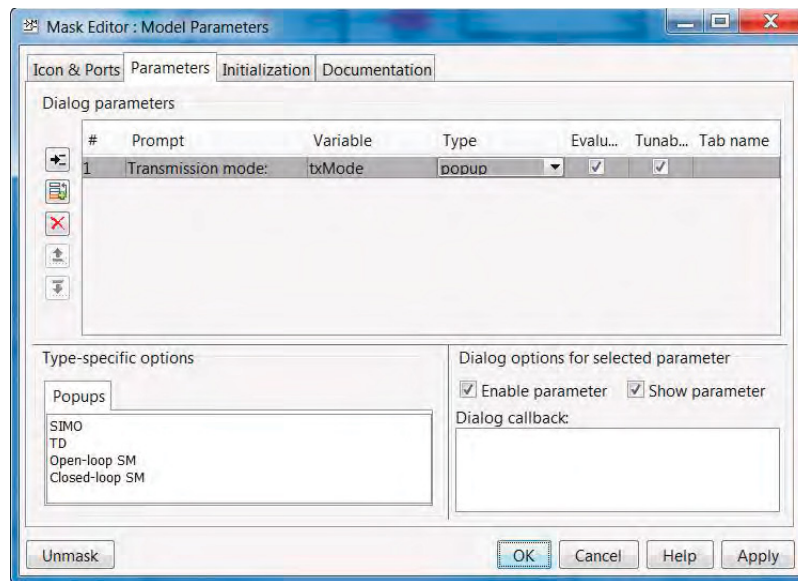 Mask Editor : Model Parameters
Icon & Ports Parameters Initialization Documentation
Dialog parameters
# Prompt Variable Type Evalu... Tunab... Tab name
1 Transmission mode: txMode popup
Type-specific options
Popups
SIMO
TD
Open-loop SM
Closed-loop SM
Dialog options for selected parameter
Enable parameter Show parameter
Dialog callback:
Unmask OK Cancel Help Apply